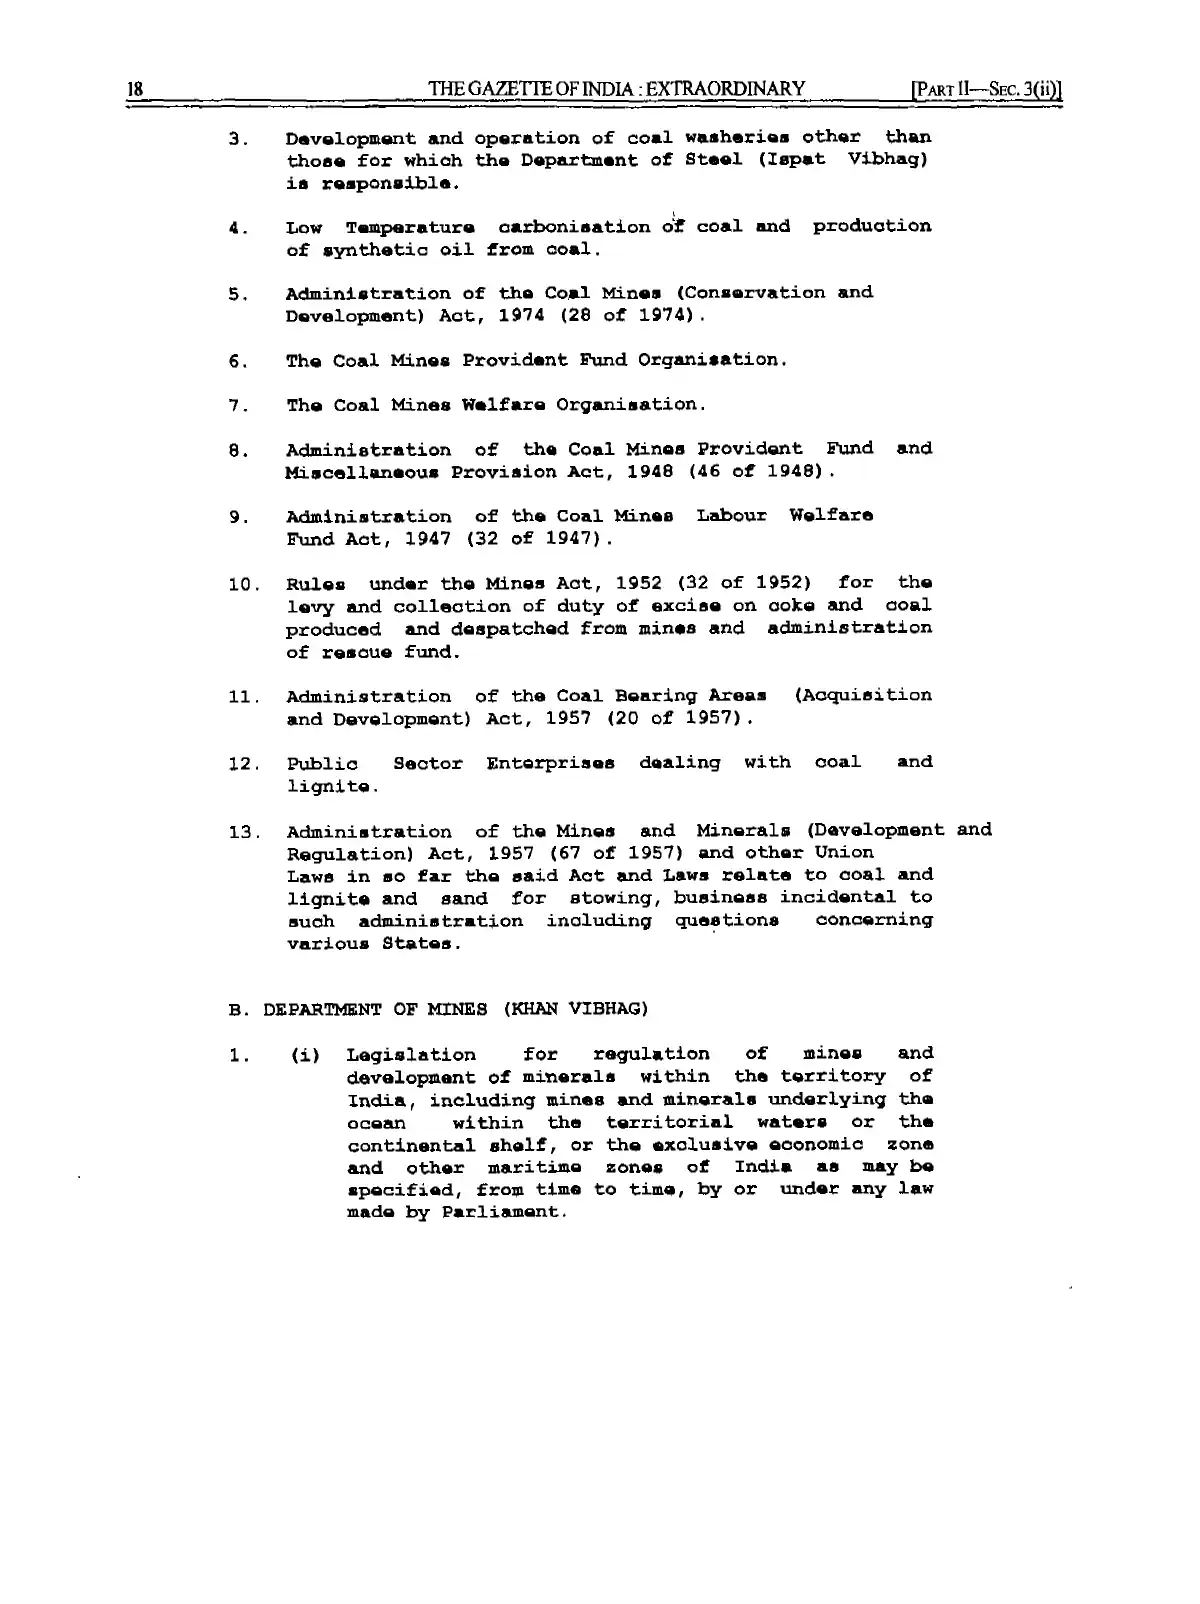 18 THE GAZETTE OF INDIA : EXTRAORDINARY [PART II—SEC. 3(ii)]
3. Development and operation of coal washeries other than
those for which the Department of Steel (Ispat Vibhag)
is responsible.
4. Low Temperature carbonisation of coal and production
of synthetic oil from coal.
5. Administration of the Coal Mines (Conservation and
Development) Act, 1974 (28 of 1974).
6. The Coal Mines Provident Fund Organisation.
7. The Coal Mines Welfare Organisation.
8. Administration of the Coal Mines Provident Fund and
Miscellaneous Provision Act, 1948 (46 of 1948).
9. Administration of the Coal Mines Labour Welfare
Fund Act, 1947 (32 of 1947).
10. Rules under the Mines Act, 1952 (32 of 1952) for the
levy and collection of duty of excise on coke and coal
produced and despatched from mines and administration
of rescue fund.
11. Administration of the Coal Bearing Areas (Acquisition
and Development) Act, 1957 (20 of 1957).
12. Public Sector Enterprises dealing with coal and
lignite.
13. Administration of the Mines and Minerals (Development and
Regulation) Act, 1957 (67 of 1957) and other Union
Laws in so far the said Act and Laws relate to coal and
lignite and sand for stowing, business incidental to
such administration including questions concerning
various States.
B. DEPARTMENT OF MINES (KHAN VIBHAG)
1. (i) Legislation for regulation of mines and
development of minerals within the territory of
India, including mines and minerals underlying the
ocean within the territorial waters or the
continental shelf, or the exclusive economic zone
and other maritime zones of India as may be
specified, from time to time, by or under any law
made by Parliament.